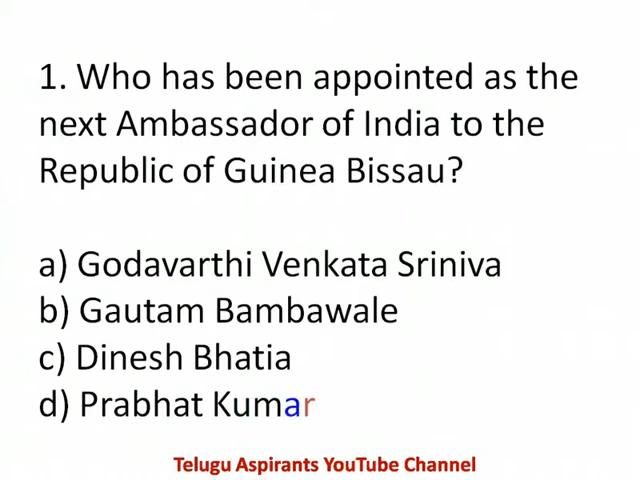 1. Who has been appointed as the
next Ambassador of India to the
Republic of Guinea Bissau?
a) Godavarthi Venkata Sriniva
b) Gautam Bambawale
c) Dinesh Bhatia
d) Prabhat Kumar
Telugu Aspirants YouTube Channel